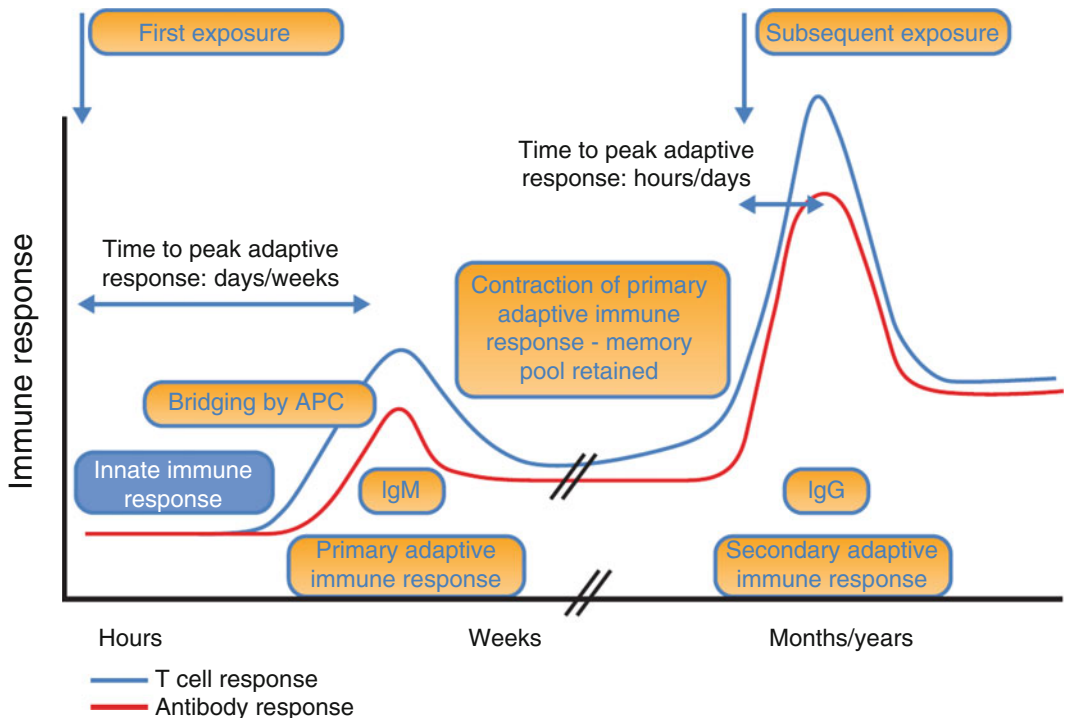 First exposure
Subsequent exposure
Time to peak adaptive
response: hours/days
Time to peak adaptive
response: days/weeks
Contraction of primary
adaptive immune
response - memory
pool retained
Bridging by APC
Innate immune
response
IgM
IgG
Primary adaptive
immune response
Secondary adaptive
immune response
Immune response
Hours
Weeks
Months/years
T cell response
Antibody response